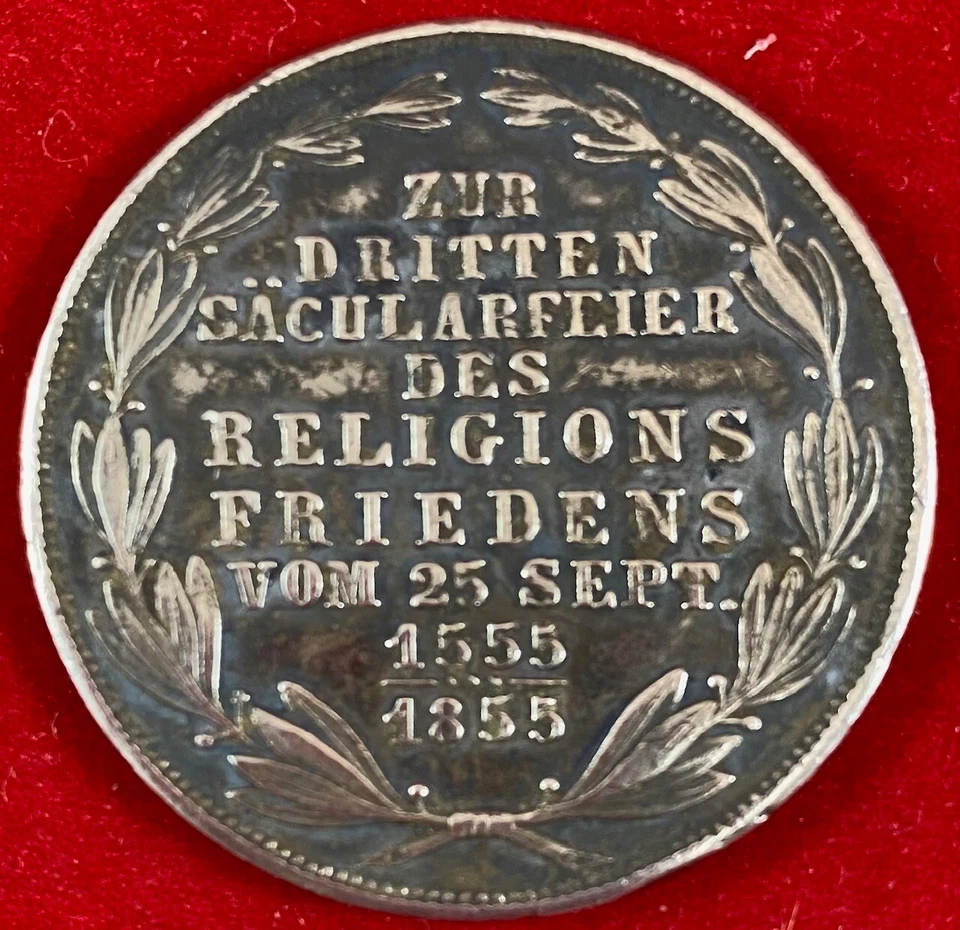 ZUR
DRITTEN
SÄCULARFEIER
DES
RELIGIONS
FRIEDENS
VOM 25 SEPT.
1555
1855